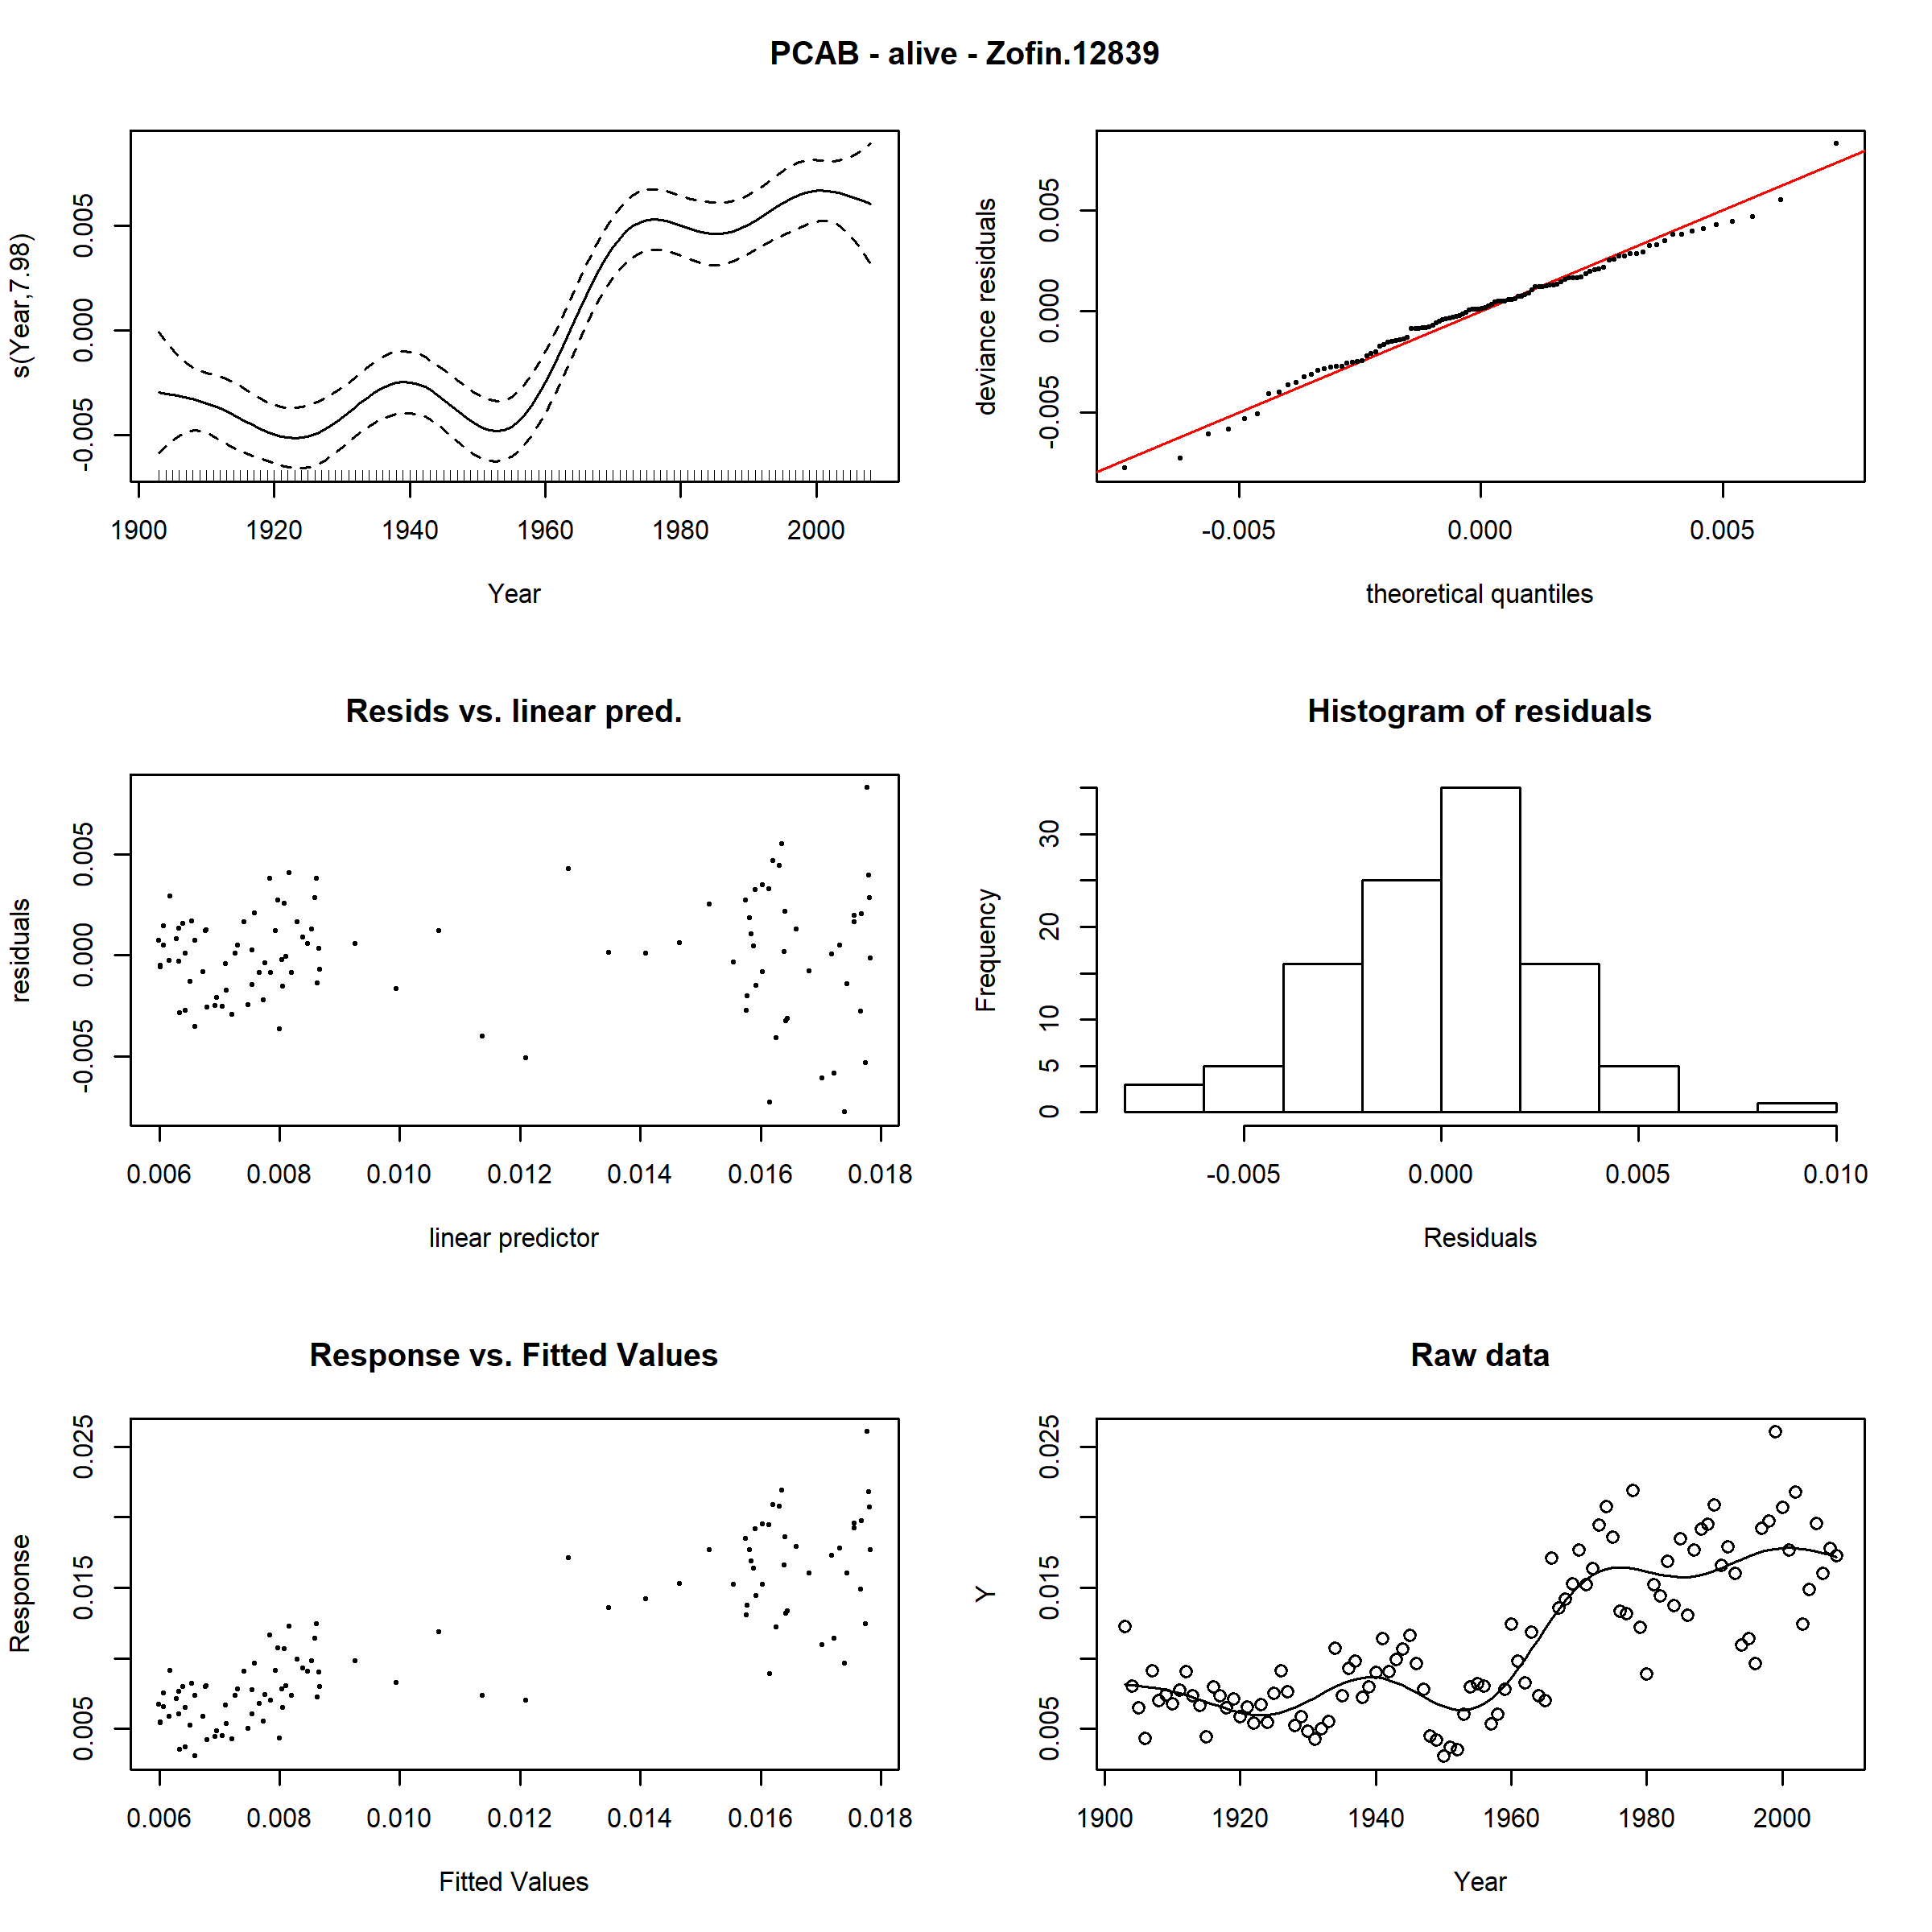 PCAB - alive - Zofin.12839
s(Year,7.98)
-0.005 0.000 0.005
1900 1920 1940 1960 1980 2000
Year
deviance residuals
-0.005 0.000 0.005
-0.005 0.000 0.005
theoretical quantiles
Resids vs. linear pred.
residuals
-0.005 0.000 0.005
0.006 0.008 0.010 0.012 0.014 0.016 0.018
linear predictor
Histogram of residuals
Frequency
0 5 10 20 30
-0.005 0.000 0.005 0.010
Residuals
Response vs. Fitted Values
Response
0.005 0.015 0.025
0.006 0.008 0.010 0.012 0.014 0.016 0.018
Fitted Values
Raw data
Y
0.005 0.015 0.025
1900 1920 1940 1960 1980 2000
Year